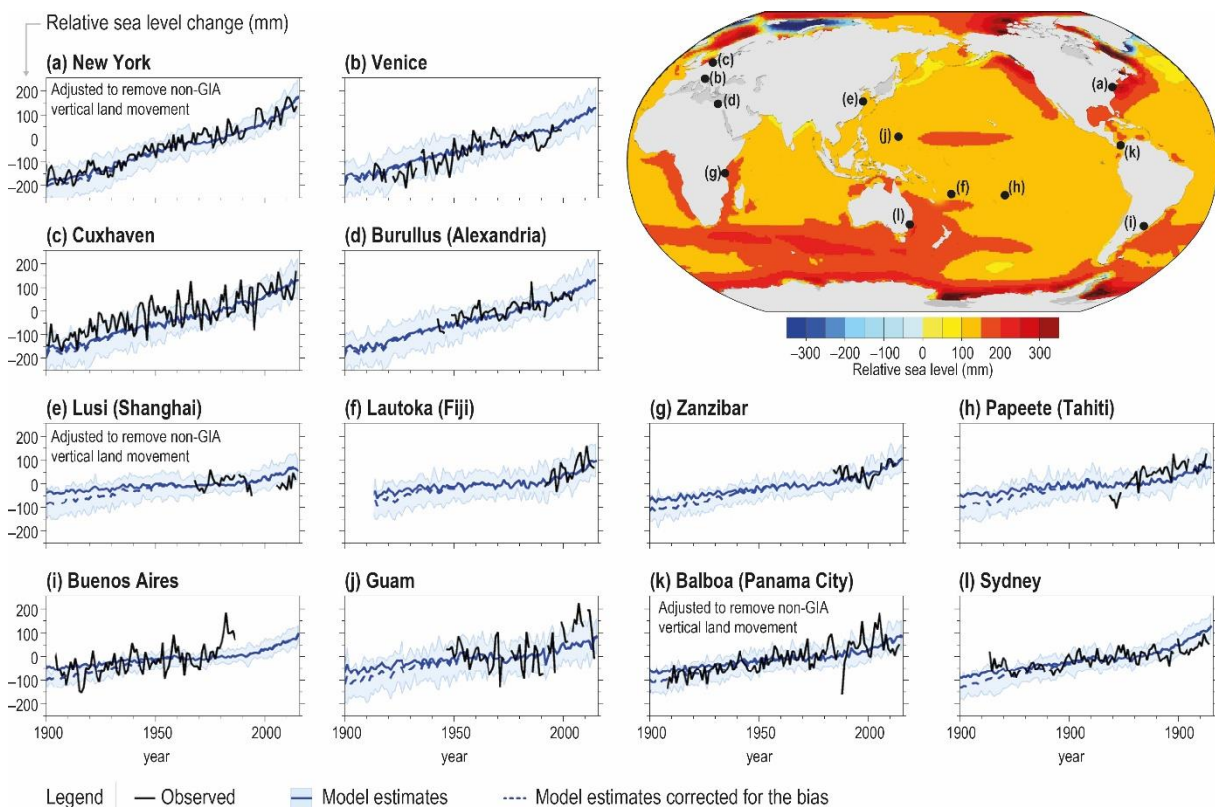 Relative sea level change (mm)
(a) New York
(b) Venice
Adjusted to remove non-GIA
vertical land movement
200
100
0
–100
–200
(c) Cuxhaven
(d) Burullus (Alexandria)
200
100
0
–100
–200
(a)
(b)
(c)
(d)
(e)
(f)
(g)
(h)
(i)
(j)
(k)
(l)
–300 –200 –100 0 100 200 300
Relative sea level (mm)
(e) Lusi (Shanghai)
(f) Lautoka (Fiji)
(g) Zanzibar
(h) Papeete (Tahiti)
Adjusted to remove non-GIA
vertical land movement
200
100
0
–100
–200
(i) Buenos Aires
(j) Guam
(k) Balboa (Panama City)
(l) Sydney
Adjusted to remove non-GIA
vertical land movement
200
100
0
–100
–200
1900 1950 2000
year
1900 1950 2000
year
1900 1950 2000
year
1900 1900 1900
year
Legend Observed Model estimates Model estimates corrected for the bias